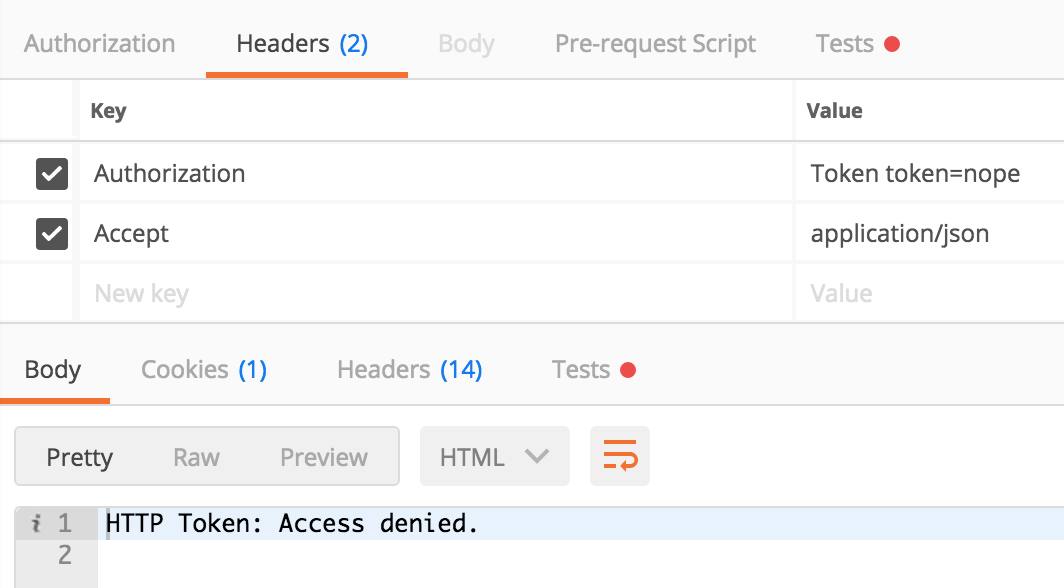 Authorization Headers (2) Body Pre-request Script Tests
Key Value
Authorization Token token=nope
Accept application/json
New key Value
Body Cookies (1) Headers (14) Tests
Pretty Raw Preview HTML
i 1 HTTP Token: Access denied.
2